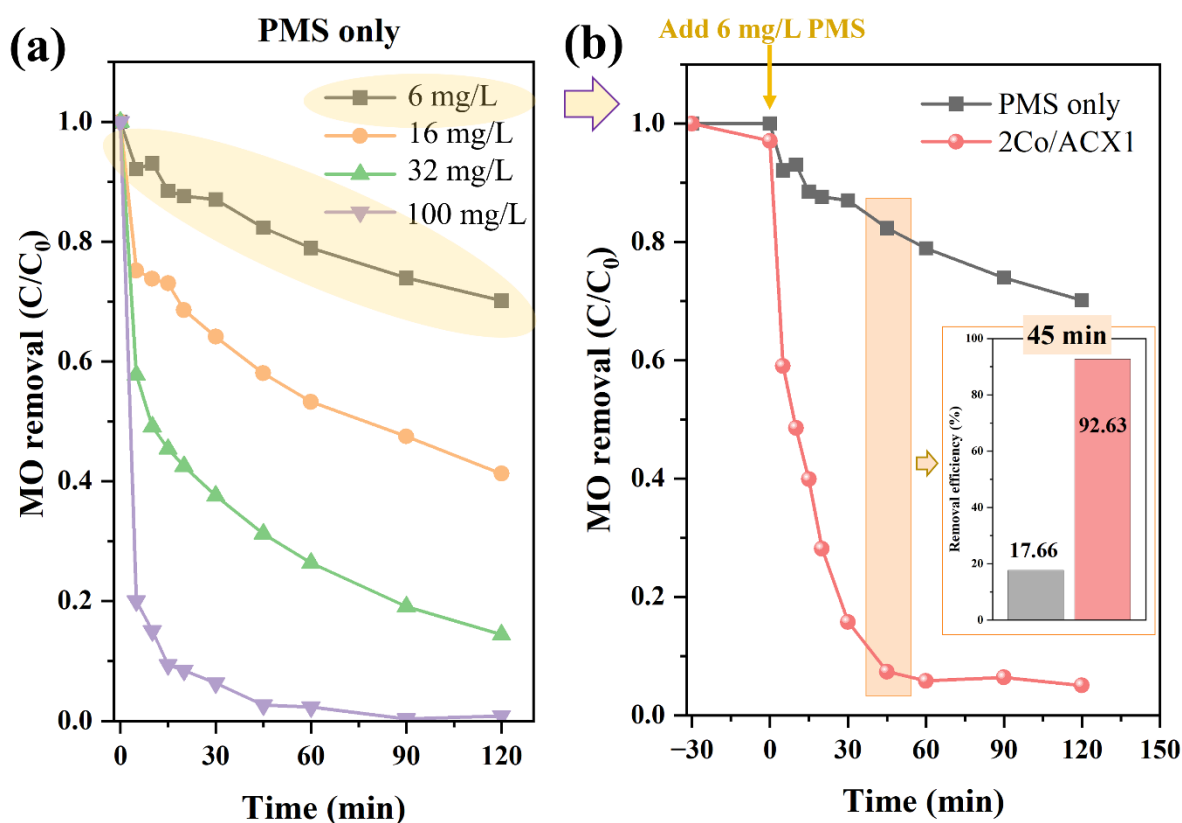 (a)
PMS only
6 mg/L
16 mg/L
32 mg/L
100 mg/L
MO removal (C/C₀)
1.0
0.8
0.6
0.4
0.2
0.0
0 30 60 90 120
Time (min)
(b)
Add 6 mg/L PMS
PMS only
2Co/ACX1
MO removal (C/C₀)
1.0
0.8
0.6
0.4
0.2
0.0
−30 0 30 60 90 120 150
Time (min)
45 min
Removal efficiency (%)
100
80
60
40
20
0
17.66
92.63